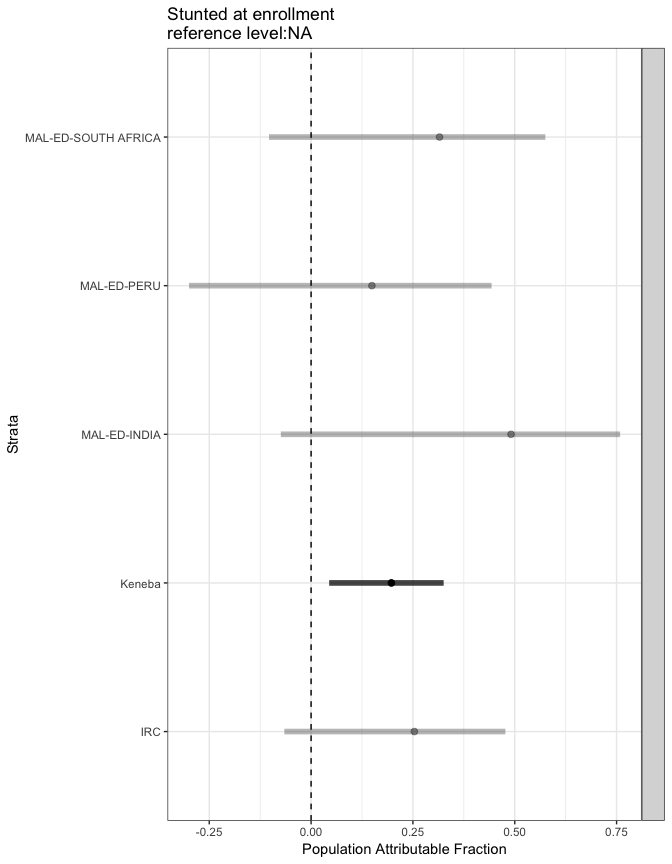 Stunted at enrollment
reference level:NA
MAL-ED-SOUTH AFRICA
MAL-ED-PERU
Strata
MAL-ED-INDIA
Keneba
IRC
-0.25 0.00 0.25 0.50 0.75
Population Attributable Fraction